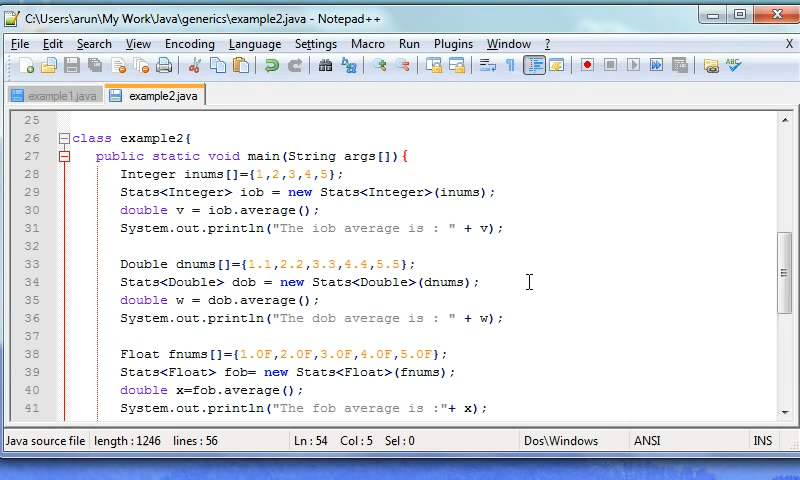 C:\Users\arun\My Work\Java\generics\example2.java - Notepad++
File Edit Search View Encoding Language Settings Macro Run Plugins Window ? X
example1.java example2.java
25
26 class example2{
27 public static void main(String args[]){
28 Integer inums[]={1,2,3,4,5};
29 Stats<Integer> iob = new Stats<Integer>(inums);
30 double v = iob.average();
31 System.out.println("The iob average is : " + v);
32
33 Double dnums[]={1.1,2.2,3.3,4.4,5.5};
34 Stats<Double> dob = new Stats<Double>(dnums);
35 double w = dob.average();
36 System.out.println("The dob average is : " + w);
37
38 Float fnums[]={1.0F,2.0F,3.0F,4.0F,5.0F};
39 Stats<Float> fob= new Stats<Float>(fnums);
40 double x=fob.average();
41 System.out.println("The fob average is :"+ x);
Java source file length : 1246 lines : 56 Ln : 54 Col : 5 Sel : 0 Dos\Windows ANSI INS